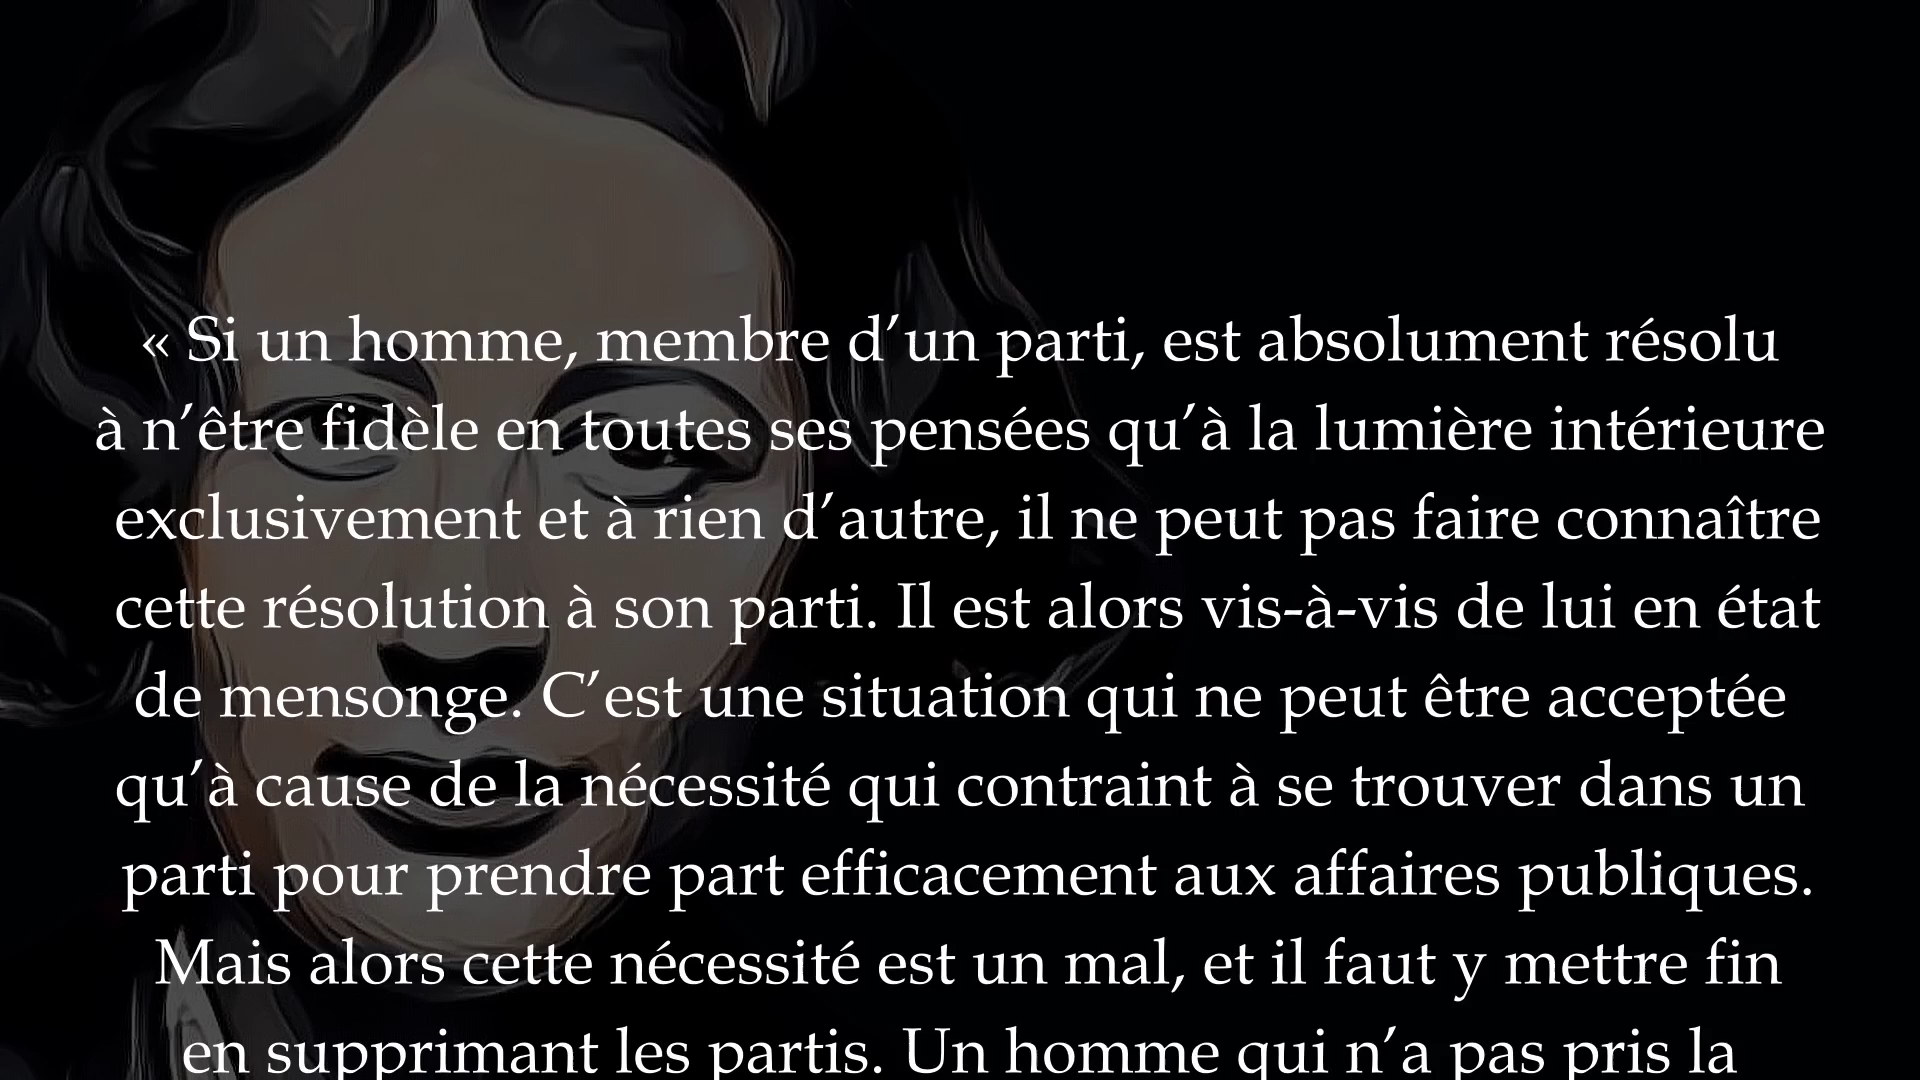 « Si un homme, membre d’un parti, est absolument résolu
à n’être fidèle en toutes ses pensées qu’à la lumière intérieure
exclusivement et à rien d’autre, il ne peut pas faire connaître
cette résolution à son parti. Il est alors vis-à-vis de lui en état
de mensonge. C’est une situation qui ne peut être acceptée
qu’à cause de la nécessité qui contraint à se trouver dans un
parti pour prendre part efficacement aux affaires publiques.
Mais alors cette nécessité est un mal, et il faut y mettre fin
en supprimant les partis. Un homme qui n’a pas pris la